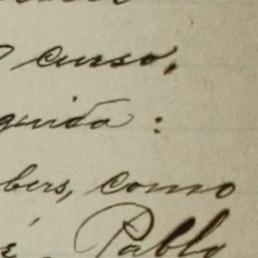 curso,
guida :
bers, como
Pablo